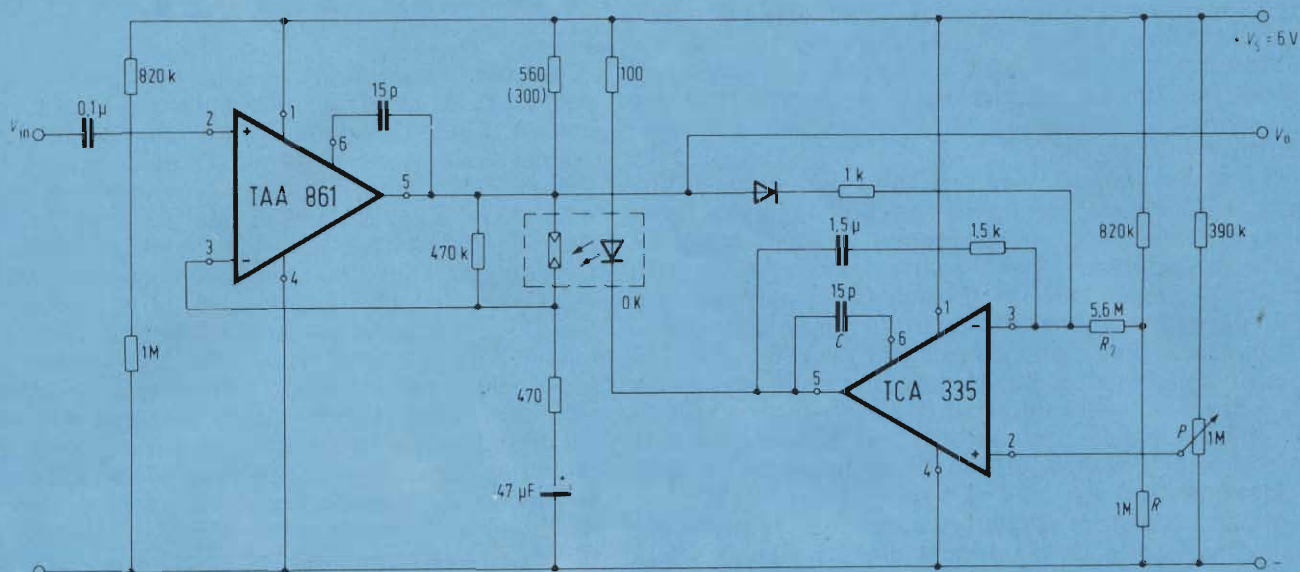 • V_S = 6 V
820 k
560
(300)
100
0,1 µ
15 p
V_in
2
1
6
+
TAA 861
5
3
−
4
470 k
0K
1M
470
47 µF
+
V_o
1 k
1,5 µ
1,5 k
15 p
C
820 k
390 k
1
6
3
−
5,6 M
R_2
5
TCA 335
2
+
4
P
1M
1M R
−